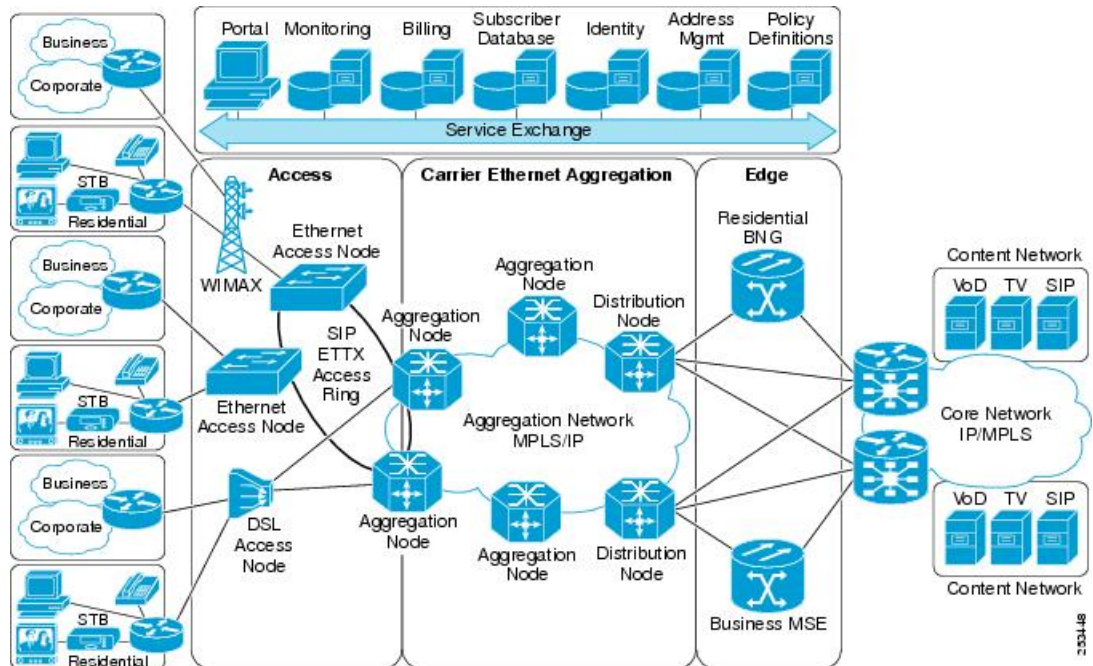 Portal
Monitoring
Billing
Subscriber
Database
Identity
Address
Mgmt
Policy
Definitions
Service Exchange
Business
Corporate
STB
Residential
Business
Corporate
STB
Residential
Business
Corporate
STB
Residential
Access
WIMAX
Ethernet
Access Node
SIP
ETTX
Access
Ring
Ethernet
Access Node
DSL
Access
Node
Carrier Ethernet Aggregation
Aggregation
Node
Aggregation
Node
Distribution
Node
Aggregation Network
MPLS/IP
Aggregation
Node
Aggregation
Node
Distribution
Node
Edge
Residential
BNG
Business MSE
Content Network
VoD TV SIP
Core Network
IP/MPLS
VoD TV SIP
Content Network
253448